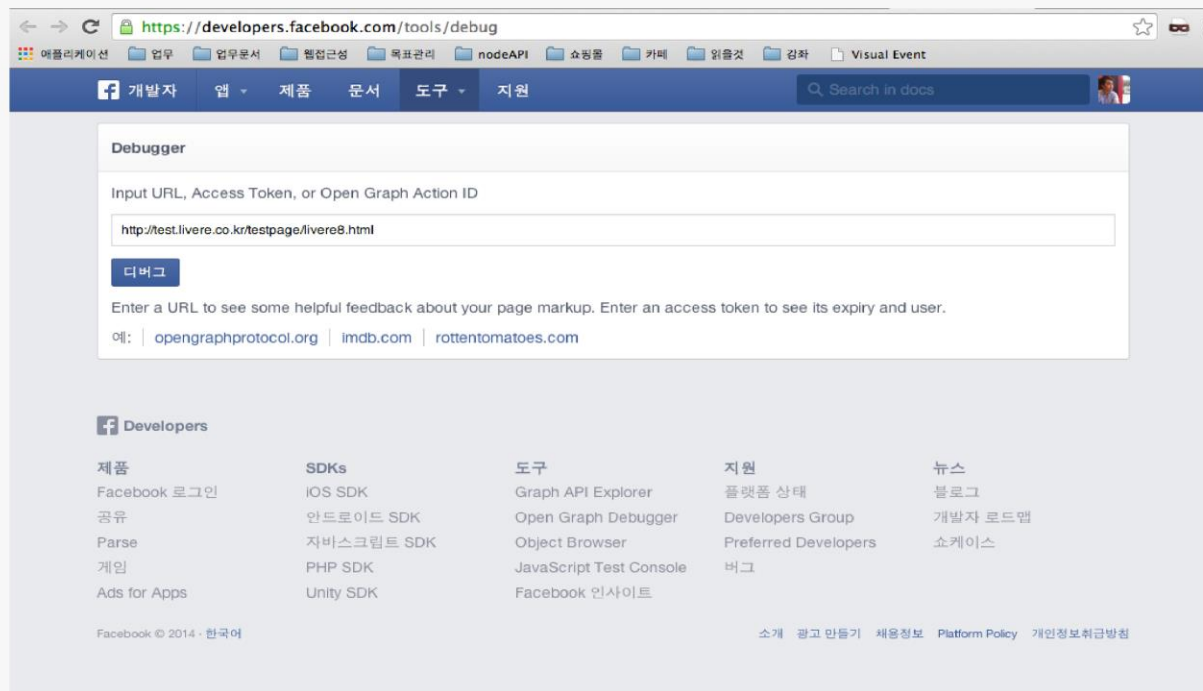 https://developers.facebook.com/tools/debug
애플리케이션 업무 업무문서 웹접근성 목표관리 nodeAPI 쇼핑몰 카페 읽을것 강좌 Visual Event
개발자 앱 제품 문서 도구 지원 Search in docs
Debugger
Input URL, Access Token, or Open Graph Action ID
http://test.livere.co.kr/testpage/livere8.html
디버그
Enter a URL to see some helpful feedback about your page markup. Enter an access token to see its expiry and user.
예: opengraphprotocol.org imdb.com rottentomatoes.com
Developers
제품 SDKs 도구 지원 뉴스
Facebook 로그인 iOS SDK Graph API Explorer 플랫폼 상태 블로그
공유 안드로이드 SDK Open Graph Debugger Developers Group 개발자 로드맵
Parse 자바스크립트 SDK Object Browser Preferred Developers 쇼케이스
게임 PHP SDK JavaScript Test Console 버그
Ads for Apps Unity SDK Facebook 인사이트
Facebook © 2014 · 한국어 소개 광고 만들기 채용정보 Platform Policy 개인정보취급방침